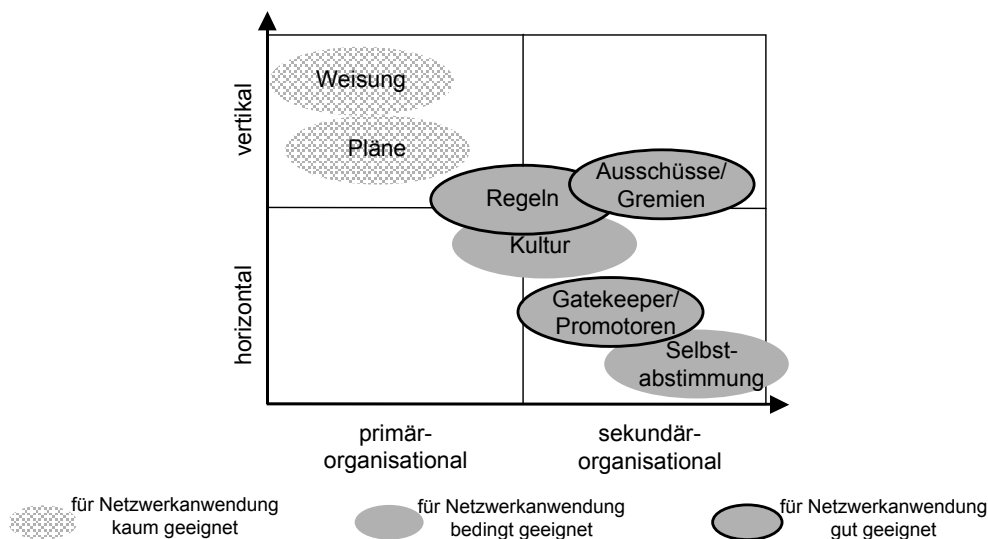 vertikal
horizontal
Weisung
Pläne
Regeln
Ausschüsse/
Gremien
Kultur
Gatekeeper/
Promotoren
Selbst-
abstimmung
primär-
organisational
sekundär-
organisational
für Netzwerkanwendung
kaum geeignet
für Netzwerkanwendung
bedingt geeignet
für Netzwerkanwendung
gut geeignet